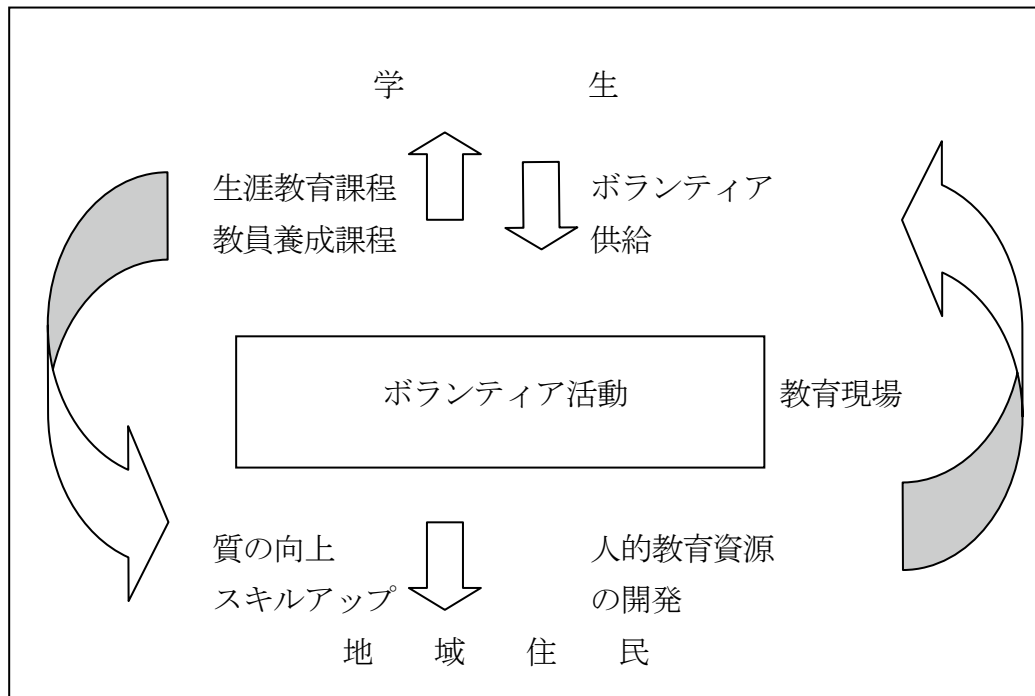 学 生
生涯教育課程
教員養成課程
ボランティア
供給
ボランティア活動
教育現場
質の向上
スキルアップ
人的教育資源
の開発
地 域 住 民